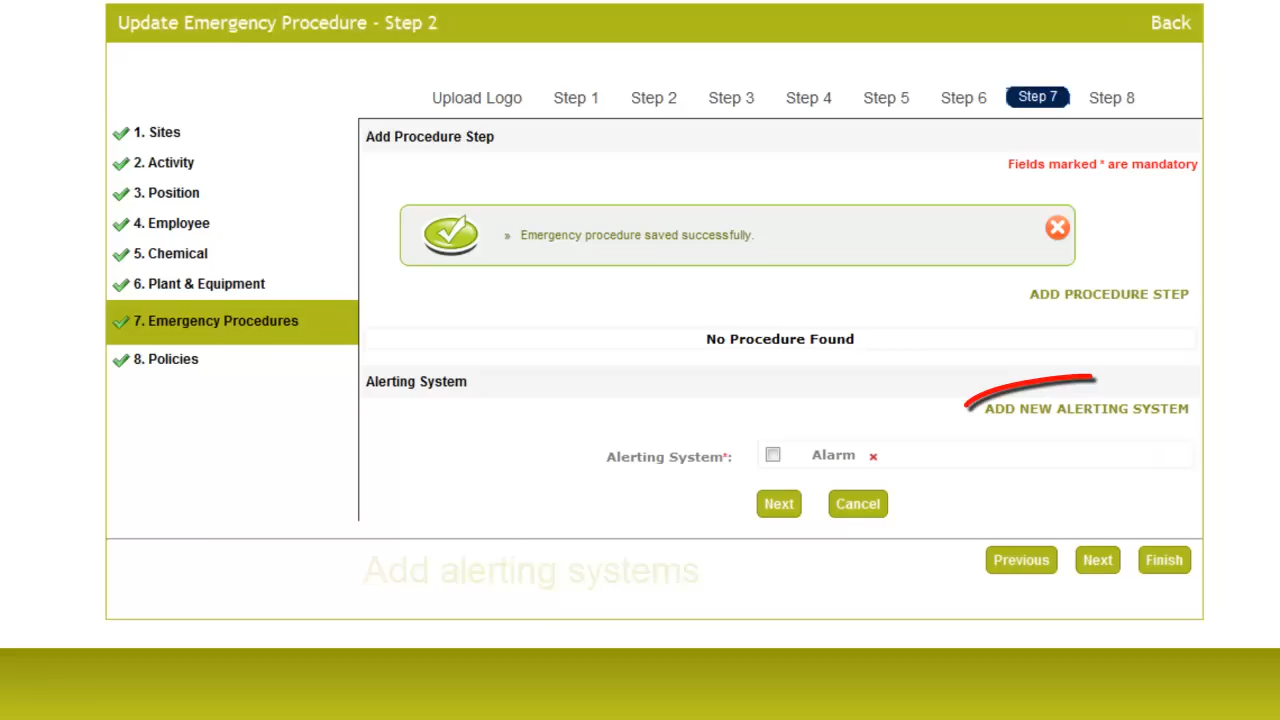 Update Emergency Procedure - Step 2
Back
Upload Logo Step 1 Step 2 Step 3 Step 4 Step 5 Step 6 Step 7 Step 8
1. Sites
2. Activity
3. Position
4. Employee
5. Chemical
6. Plant & Equipment
7. Emergency Procedures
8. Policies
Add Procedure Step
Fields marked * are mandatory
» Emergency procedure saved successfully.
ADD PROCEDURE STEP
No Procedure Found
Alerting System
ADD NEW ALERTING SYSTEM
Alerting System*: Alarm x
Next Cancel
Add alerting systems
Previous Next Finish